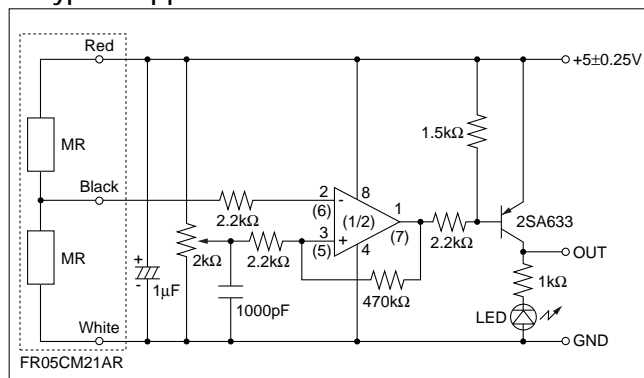 Red
+5±0.25V
1.5kΩ
MR
Black
2 8 1
2.2kΩ
(6) - (1/2)
2SA633
3 (7)
2kΩ 2.2kΩ (5) + 4 2.2kΩ
OUT
MR
+
- 1μF
1kΩ
1000pF 470kΩ
LED
White
GND
FR05CM21AR